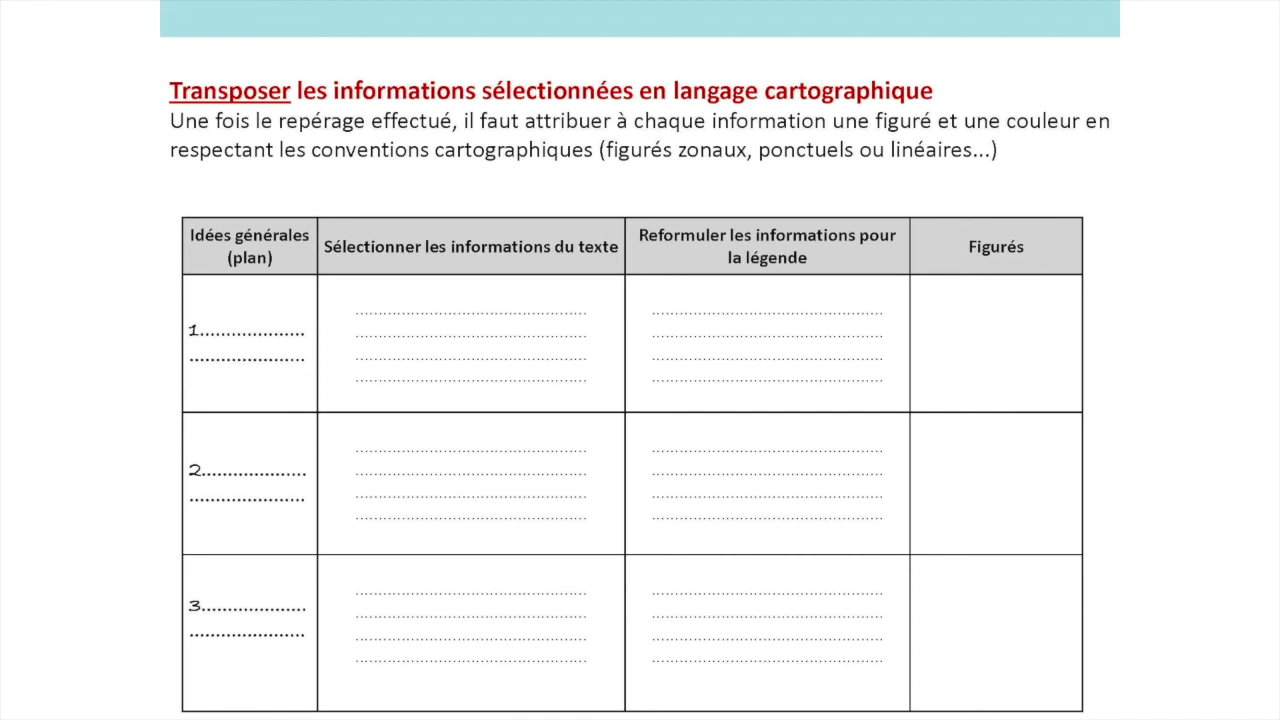 Transposer les informations sélectionnées en langage cartographique
Une fois le repérage effectué, il faut attribuer à chaque information une figuré et une couleur en
respectant les conventions cartographiques (figurés zonaux, ponctuels ou linéaires...)
Idées générales
(plan)
Sélectionner les informations du texte
Reformuler les informations pour
la légende
Figurés
1....................
......................
2....................
......................
3....................
......................